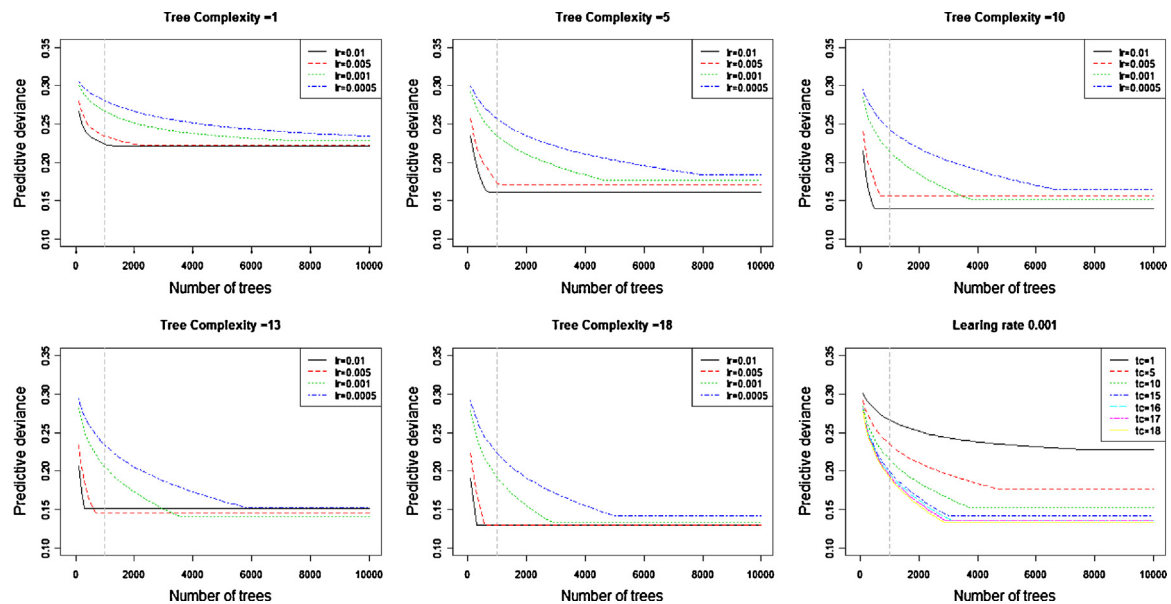 Tree Complexity =1
Predictive deviance
0.35
0.30
0.25
0.20
0.15
0.10
lr=0.01
lr=0.005
lr=0.001
lr=0.0005
0 2000 4000 6000 8000 10000
Number of trees
Tree Complexity =5
Predictive deviance
0.35
0.30
0.25
0.20
0.15
0.10
lr=0.01
lr=0.005
lr=0.001
lr=0.0005
0 2000 4000 6000 8000 10000
Number of trees
Tree Complexity =10
Predictive deviance
0.35
0.30
0.25
0.20
0.15
0.10
lr=0.01
lr=0.005
lr=0.001
lr=0.0005
0 2000 4000 6000 8000 10000
Number of trees
Tree Complexity =13
Predictive deviance
0.35
0.30
0.25
0.20
0.15
0.10
lr=0.01
lr=0.005
lr=0.001
lr=0.0005
0 2000 4000 6000 8000 10000
Number of trees
Tree Complexity =18
Predictive deviance
0.35
0.30
0.25
0.20
0.15
0.10
lr=0.01
lr=0.005
lr=0.001
lr=0.0005
0 2000 4000 6000 8000 10000
Number of trees
Learing rate 0.001
Predictive deviance
0.35
0.30
0.25
0.20
0.15
0.10
tc=1
tc=5
tc=10
tc=15
tc=16
tc=17
tc=18
0 2000 4000 6000 8000 10000
Number of trees